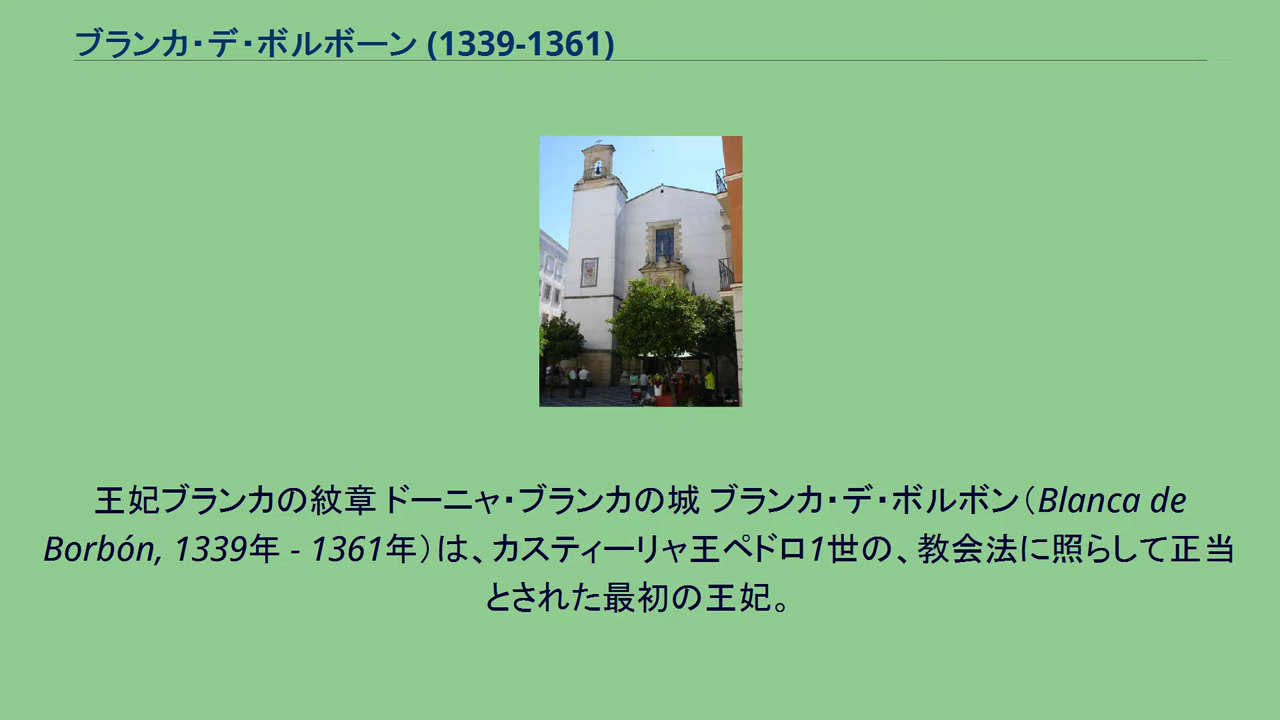 ブランカ・デ・ボルボーン (1339-1361)
王妃ブランカの紋章 ドーニャ・ブランカの城 ブランカ・デ・ボルボン（Blanca de
Borbón, 1339年 - 1361年）は、カスティーリャ王ペドロ1世の、教会法に照らして正当
とされた最初の王妃。